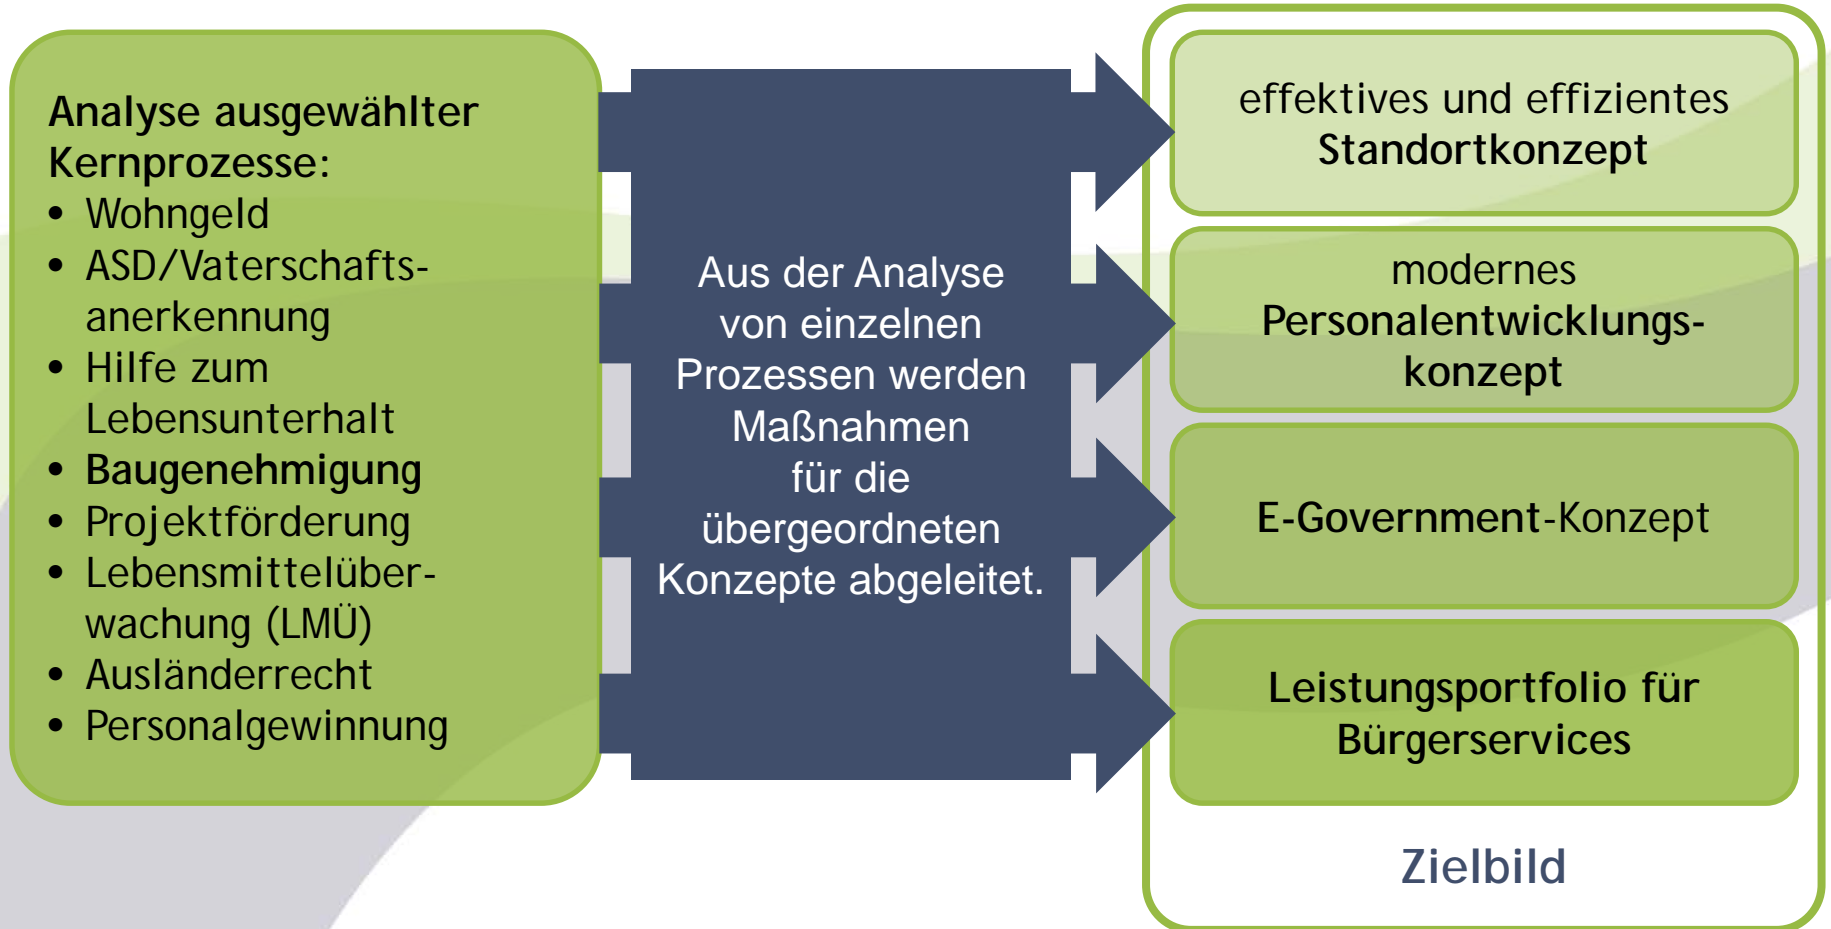 Analyse ausgewählter
Kernprozesse:
• Wohngeld
• ASD/Vaterschafts-
anerkennung
• Hilfe zum
Lebensunterhalt
• Baugenehmigung
• Projektförderung
• Lebensmittelüber-
wachung (LMÜ)
• Ausländerrecht
• Personalgewinnung
Aus der Analyse
von einzelnen
Prozessen werden
Maßnahmen
für die
übergeordneten
Konzepte abgeleitet.
effektives und effizientes
Standortkonzept
modernes
Personalentwicklungs-
konzept
E-Government-Konzept
Leistungsportfolio für
Bürgerservices
Zielbild